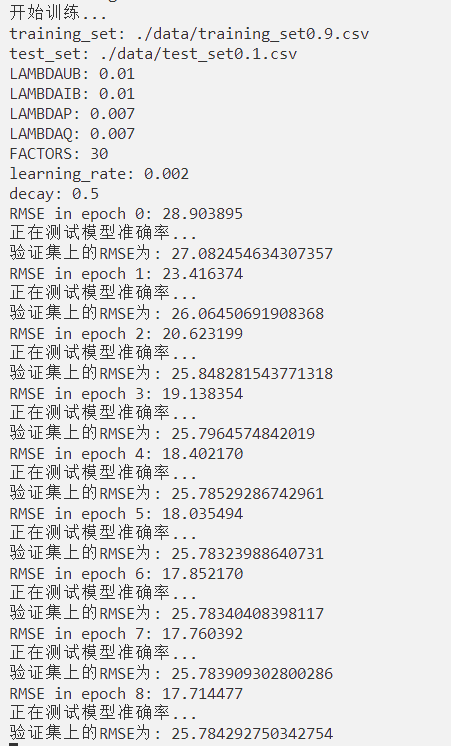 开始训练...
training_set: ./data/training_set0.9.csv
test_set: ./data/test_set0.1.csv
LAMBDAUB: 0.01
LAMBDAIB: 0.01
LAMBDAP: 0.007
LAMBDAQ: 0.007
FACTORS: 30
learning_rate: 0.002
decay: 0.5
RMSE in epoch 0: 28.903895
正在测试模型准确率...
验证集上的RMSE为: 27.082454634307357
RMSE in epoch 1: 23.416374
正在测试模型准确率...
验证集上的RMSE为: 26.06450691908368
RMSE in epoch 2: 20.623199
正在测试模型准确率...
验证集上的RMSE为: 25.848281543771318
RMSE in epoch 3: 19.138354
正在测试模型准确率...
验证集上的RMSE为: 25.7964574842019
RMSE in epoch 4: 18.402170
正在测试模型准确率...
验证集上的RMSE为: 25.78529286742961
RMSE in epoch 5: 18.035494
正在测试模型准确率...
验证集上的RMSE为: 25.78323988640731
RMSE in epoch 6: 17.852170
正在测试模型准确率...
验证集上的RMSE为: 25.78340408398117
RMSE in epoch 7: 17.760392
正在测试模型准确率...
验证集上的RMSE为: 25.783909302800286
RMSE in epoch 8: 17.714477
正在测试模型准确率...
验证集上的RMSE为: 25.784292750342754